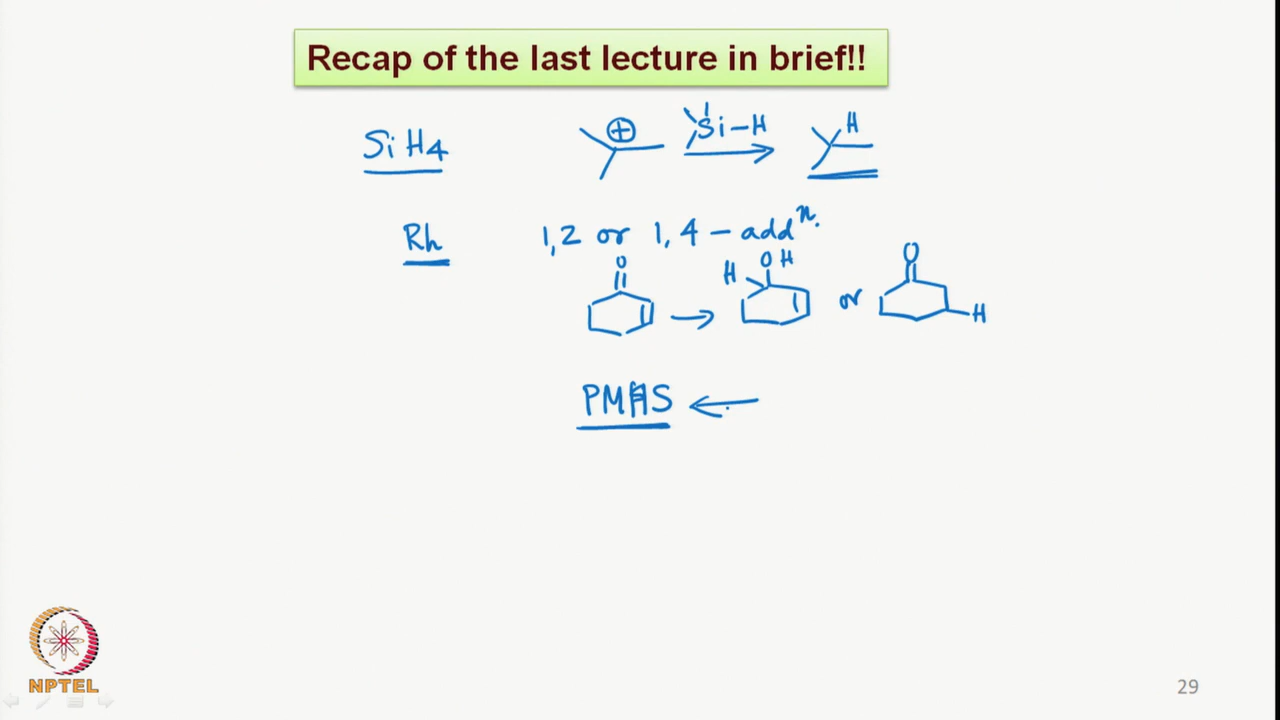 Recap of the last lecture in brief!!
SiH4 ⊕ Si-H H
Rh 1,2 or 1,4-addⁿ.
O H OH or O H
PMHS
NPTEL
29